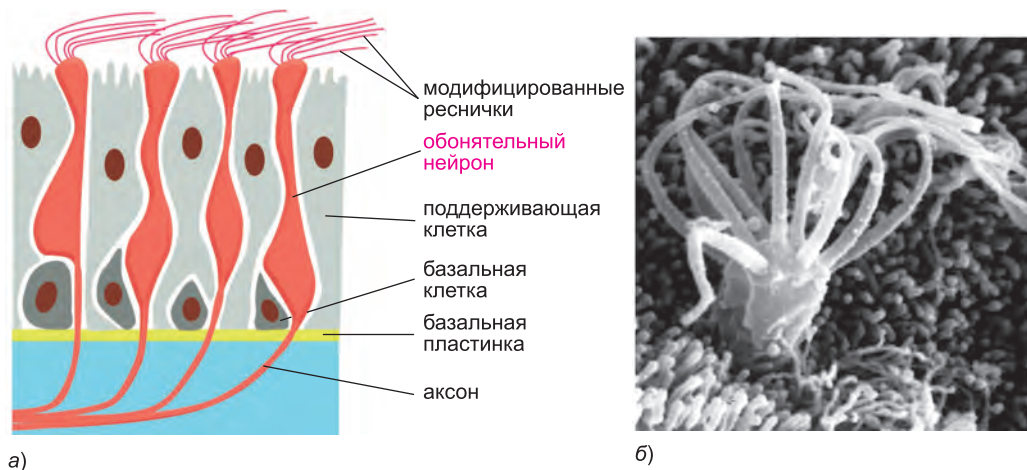 модифицированные
реснички
обонятельный
нейрон
поддерживающая
клетка
базальная
клетка
базальная
пластинка
аксон
а)
б)